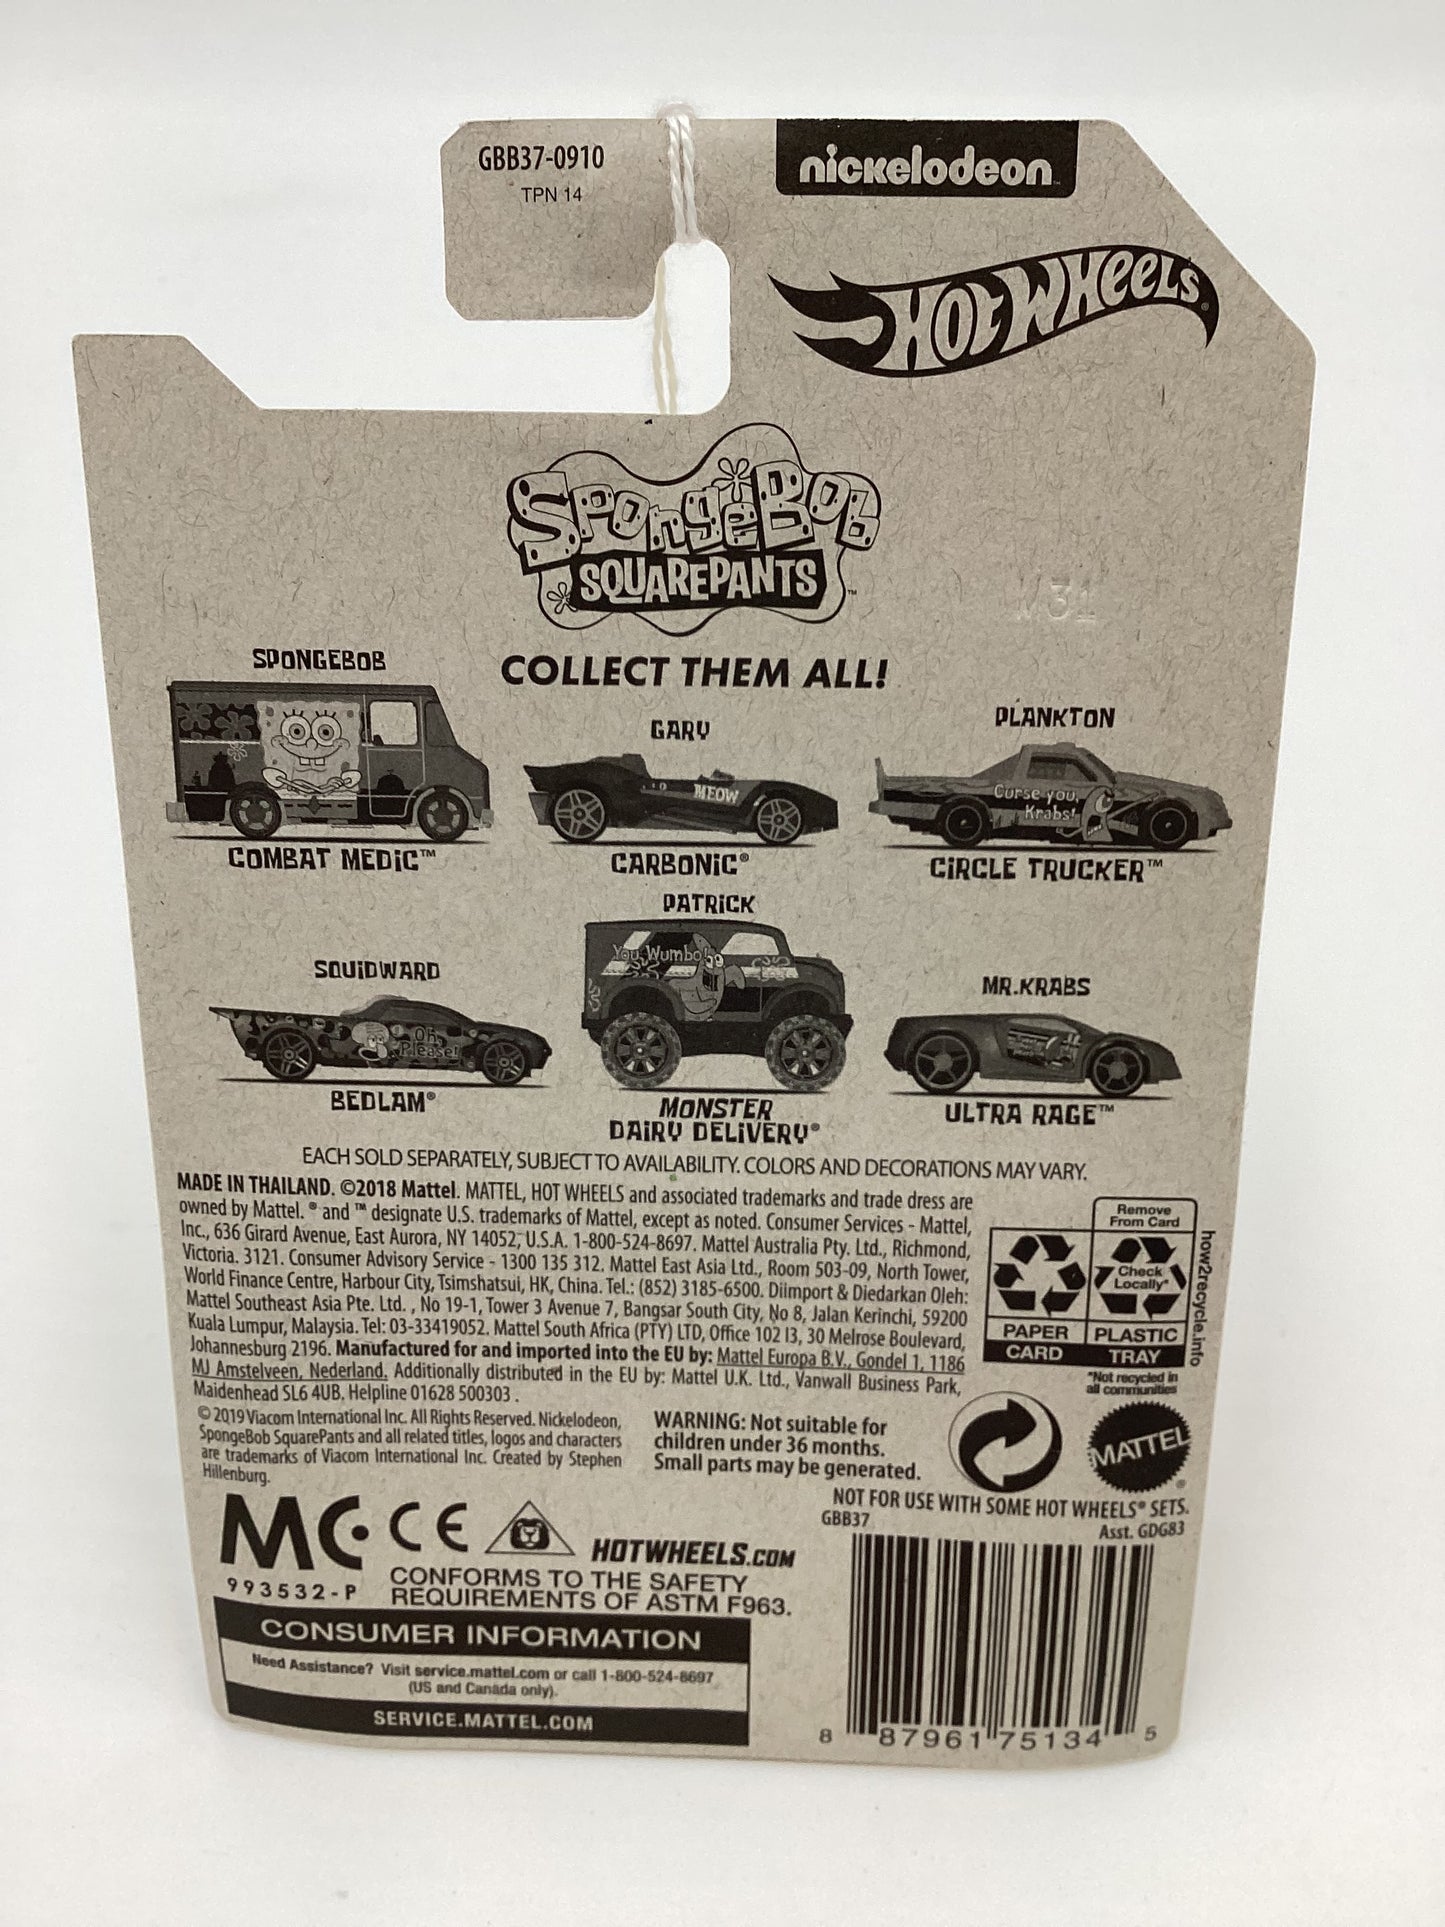 GBB37-0910
TPN 14
nickelodeon
HOT WHEELS®
SPONGEBOB
SQUAREPANTS™
COLLECT THEM ALL!
SPONGEBOB
COMBAT MEDIC™
GARY
MEOW
CARBONIC®
PLANKTON
Curse you,
Krabs!
CIRCLE TRUCKER™
SQUIDWARD
Oh,
Please!
BEDLAM®
PATRICK
You Wumbo!
MONSTER
DAIRY DELIVERY®
MR.KRABS
ULTRA RAGE™
EACH SOLD SEPARATELY, SUBJECT TO AVAILABILITY. COLORS AND DECORATIONS MAY VARY.
MADE IN THAILAND. ©2018 Mattel. MATTEL, HOT WHEELS and associated trademarks and trade dress are
owned by Mattel. ® and ™ designate U.S. trademarks of Mattel, except as noted. Consumer Services - Mattel,
Inc., 636 Girard Avenue, East Aurora, NY 14052, U.S.A. 1-800-524-8697. Mattel Australia Pty. Ltd., Richmond,
Victoria. 3121. Consumer Advisory Service - 1300 135 312. Mattel East Asia Ltd., Room 503-09, North Tower,
World Finance Centre, Harbour City, Tsimshatsui, HK, China. Tel.: (852) 3185-6500. Diimport & Diedarkan Oleh:
Mattel Southeast Asia Pte. Ltd. , No 19-1, Tower 3 Avenue 7, Bangsar South City, No 8, Jalan Kerinchi, 59200
Kuala Lumpur, Malaysia. Tel: 03-33419052. Mattel South Africa (PTY) LTD, Office 102 I3, 30 Melrose Boulevard,
Johannesburg 2196. Manufactured for and imported into the EU by: Mattel Europa B.V., Gondel 1, 1186
MJ Amstelveen, Nederland. Additionally distributed in the EU by: Mattel U.K. Ltd., Vanwall Business Park,
Maidenhead SL6 4UB. Helpline 01628 500303 .
Remove
From Card
Check
Locally*
PAPER
CARD
PLASTIC
TRAY
how2recycle.info
*Not recycled in
all communities
© 2019 Viacom International Inc. All Rights Reserved. Nickelodeon,
SpongeBob SquarePants and all related titles, logos and characters
are trademarks of Viacom International Inc. Created by Stephen
Hillenburg.
WARNING: Not suitable for
children under 36 months.
Small parts may be generated.
MATTEL®
NOT FOR USE WITH SOME HOT WHEELS® SETS.
GBB37
Asst. GDG83
MC CE
HOTWHEELS.COM
993532-P
CONFORMS TO THE SAFETY
REQUIREMENTS OF ASTM F963.
CONSUMER INFORMATION
Need Assistance? Visit service.mattel.com or call 1-800-524-8697
(US and Canada only).
SERVICE.MATTEL.COM
8 87961 75134 5